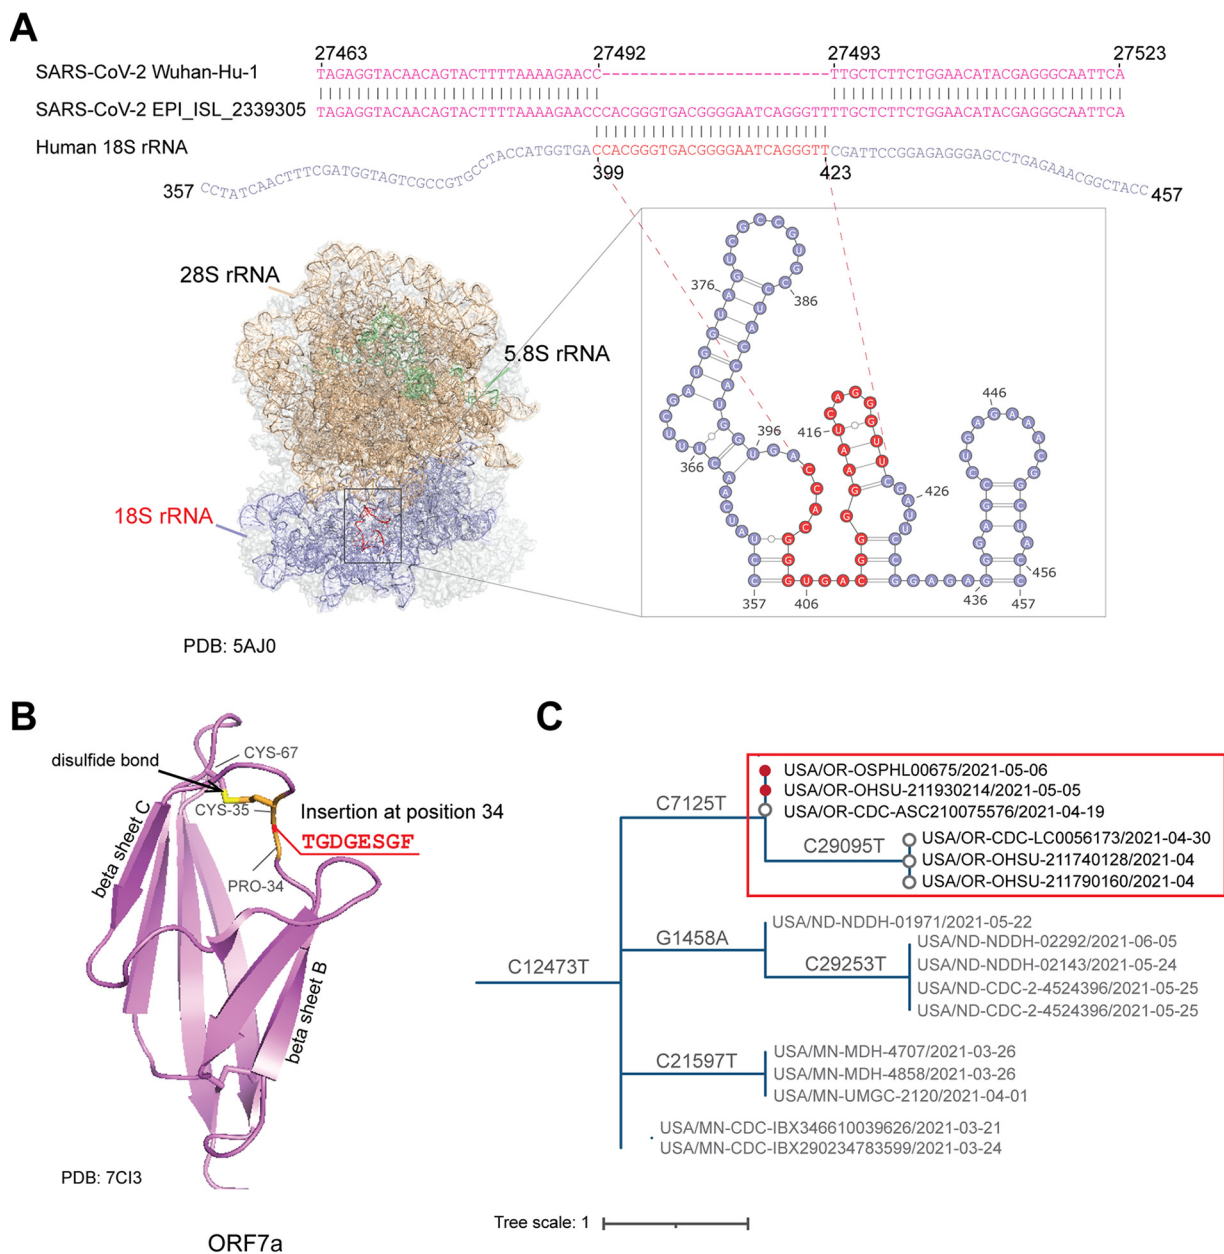 A
27463 27492 27493 27523
SARS-CoV-2 Wuhan-Hu-1 TAGAGGTACAACAGTACTTTTAAAAGAACC-------------------------TTGCTCTTCTGGAACATACGAGGGCAATTCA
SARS-CoV-2 EPI_ISL_2339305 TAGAGGTACAACAGTACTTTTAAAAGAACCCACGGGTGACGGGGAATCAGGGTTTTGCTCTTCTGGAACATACGAGGGCAATTCA
Human 18S rRNA
357 CCTATCAACTTTCGATGGTAGTCGCCGTGCCTACCATGGTGACCACGGGTGACGGGGAATCAGGGTTCGATTCCGGAGAGGGAGCCTGAGAAACGGCTACC 457
399 423
28S rRNA
5.8S rRNA
18S rRNA
PDB: 5AJ0
376
386
396
366
416
426
446
456
357 406 436 457
B
disulfide bond
CYS-67
CYS-35
Insertion at position 34
TGDGESGF
PRO-34
beta sheet C
beta sheet B
PDB: 7CI3
ORF7a
C
USA/OR-OSPHL00675/2021-05-06
USA/OR-OHSU-211930214/2021-05-05
C7125T
USA/OR-CDC-ASC210075576/2021-04-19
USA/OR-CDC-LC0056173/2021-04-30
C29095T
USA/OR-OHSU-211740128/2021-04
USA/OR-OHSU-211790160/2021-04
USA/ND-NDDH-01971/2021-05-22
G1458A
USA/ND-NDDH-02292/2021-06-05
C29253T
USA/ND-NDDH-02143/2021-05-24
C12473T
USA/ND-CDC-2-4524396/2021-05-25
USA/ND-CDC-2-4524396/2021-05-25
C21597T
USA/MN-MDH-4707/2021-03-26
USA/MN-MDH-4858/2021-03-26
USA/MN-UMGC-2120/2021-04-01
USA/MN-CDC-IBX346610039626/2021-03-21
USA/MN-CDC-IBX290234783599/2021-03-24
Tree scale: 1